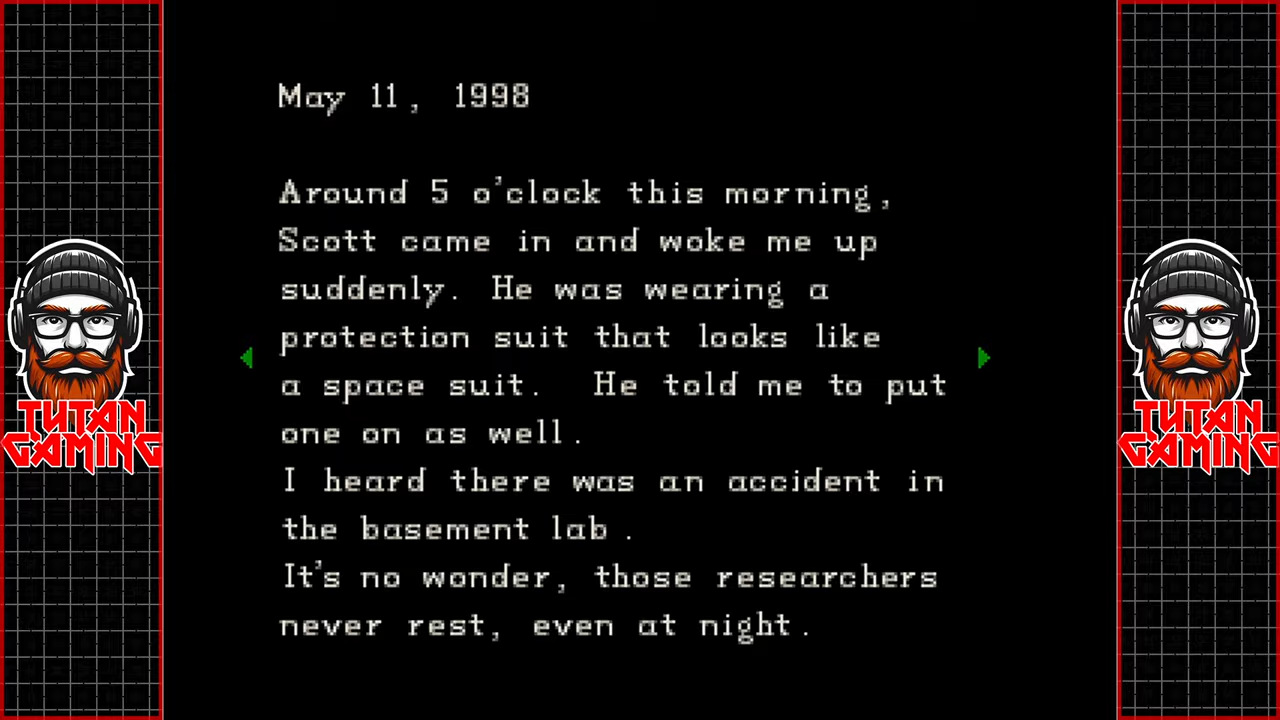 May 11, 1998
Around 5 o'clock this morning,
Scott came in and woke me up
suddenly. He was wearing a
protection suit that looks like
a space suit. He told me to put
one on as well.
I heard there was an accident in
the basement lab.
It's no wonder, those researchers
never rest, even at night.
TUTAN
GAMING
TUTAN
GAMING